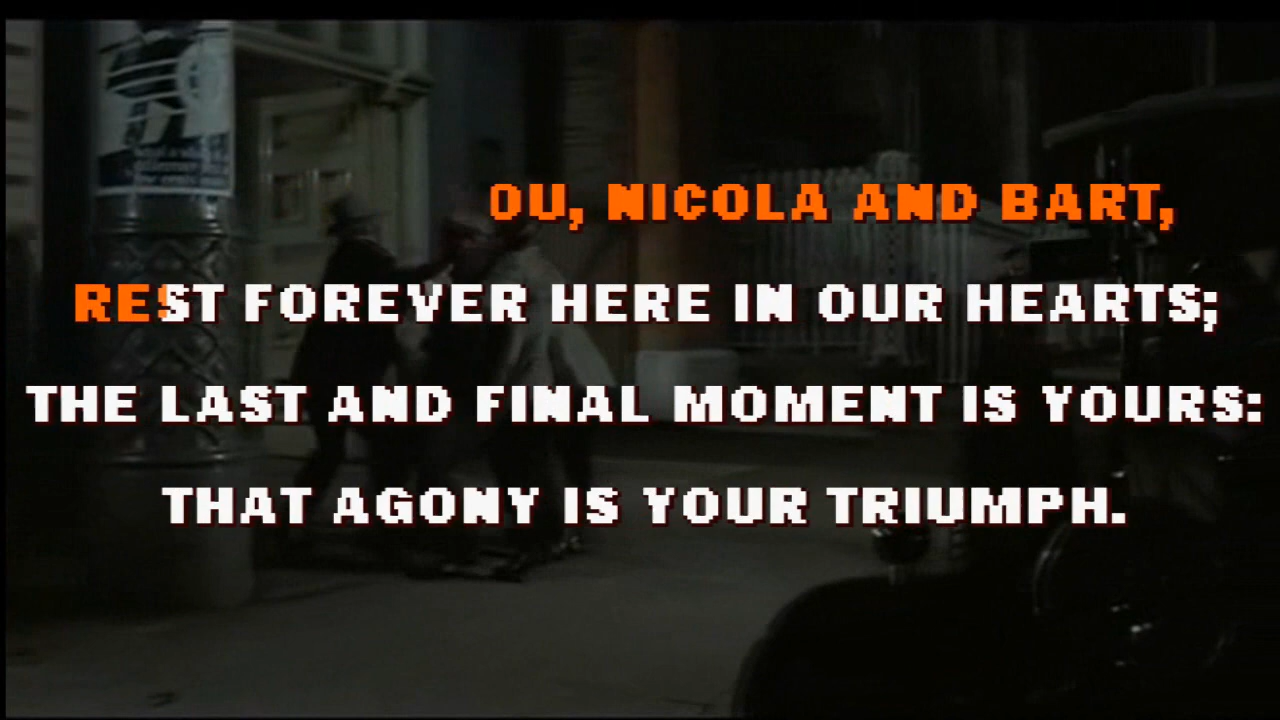 OU, NICOLA AND BART,
REST FOREVER HERE IN OUR HEARTS;
THE LAST AND FINAL MOMENT IS YOURS:
THAT AGONY IS YOUR TRIUMPH.